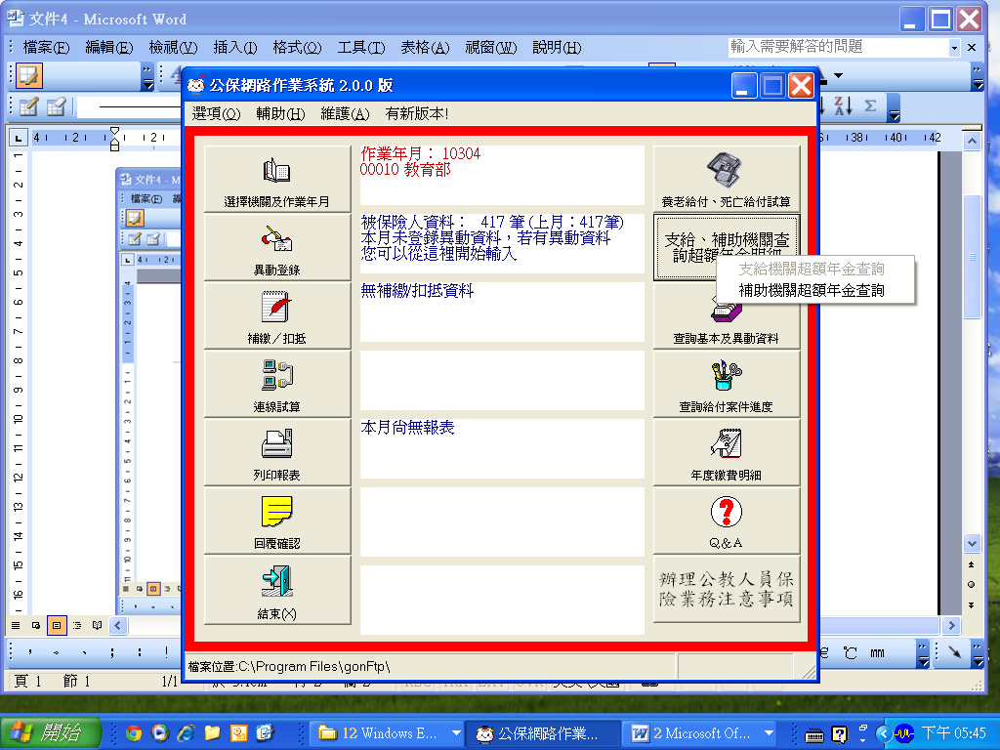 文件4 - Microsoft Word
檔案(F) 編輯(E) 檢視(V) 插入(I) 格式(O) 工具(T) 表格(A) 視窗(W) 說明(H)
輸入需要解答的問題
公保網路作業系統 2.0.0 版
選項(O) 輔助(H) 維護(A) 有新版本!
選擇機關及作業年月
作業年月： 10304
00010 教育部
養老給付、死亡給付試算
異動登錄
被保險人資料： 417 筆 (上月：417筆)
本月未登錄異動資料，若有異動資料
您可以從這裡開始輸入
支給、補助機關查
詢超額年金明細
支給機關超額年金查詢
補助機關超額年金查詢
補繳／扣抵
無補繳/扣抵資料
查詢基本及異動資料
連線試算
查詢給付案件進度
列印報表
本月尚無報表
年度繳費明細
回覆確認
Q&A
結束(X)
辦理公教人員保
險業務注意事項
檔案位置:C:\Program Files\gonFtp\
頁 1 節 1 1/1
開始
12 Windows E...
公保網路作業...
2 Microsoft Of...
下午 05:45